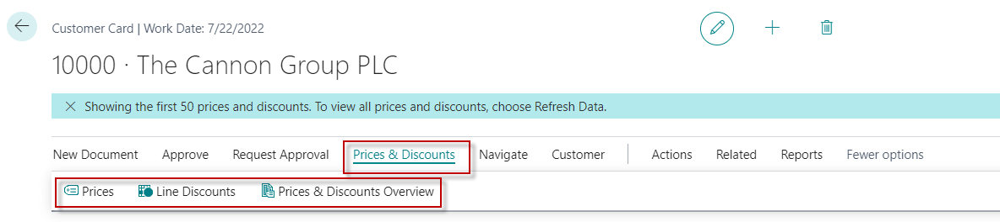 Customer Card | Work Date: 7/22/2022
10000 · The Cannon Group PLC
Showing the first 50 prices and discounts. To view all prices and discounts, choose Refresh Data.
New Document Approve Request Approval Prices & Discounts Navigate Customer Actions Related Reports Fewer options
Prices Line Discounts Prices & Discounts Overview